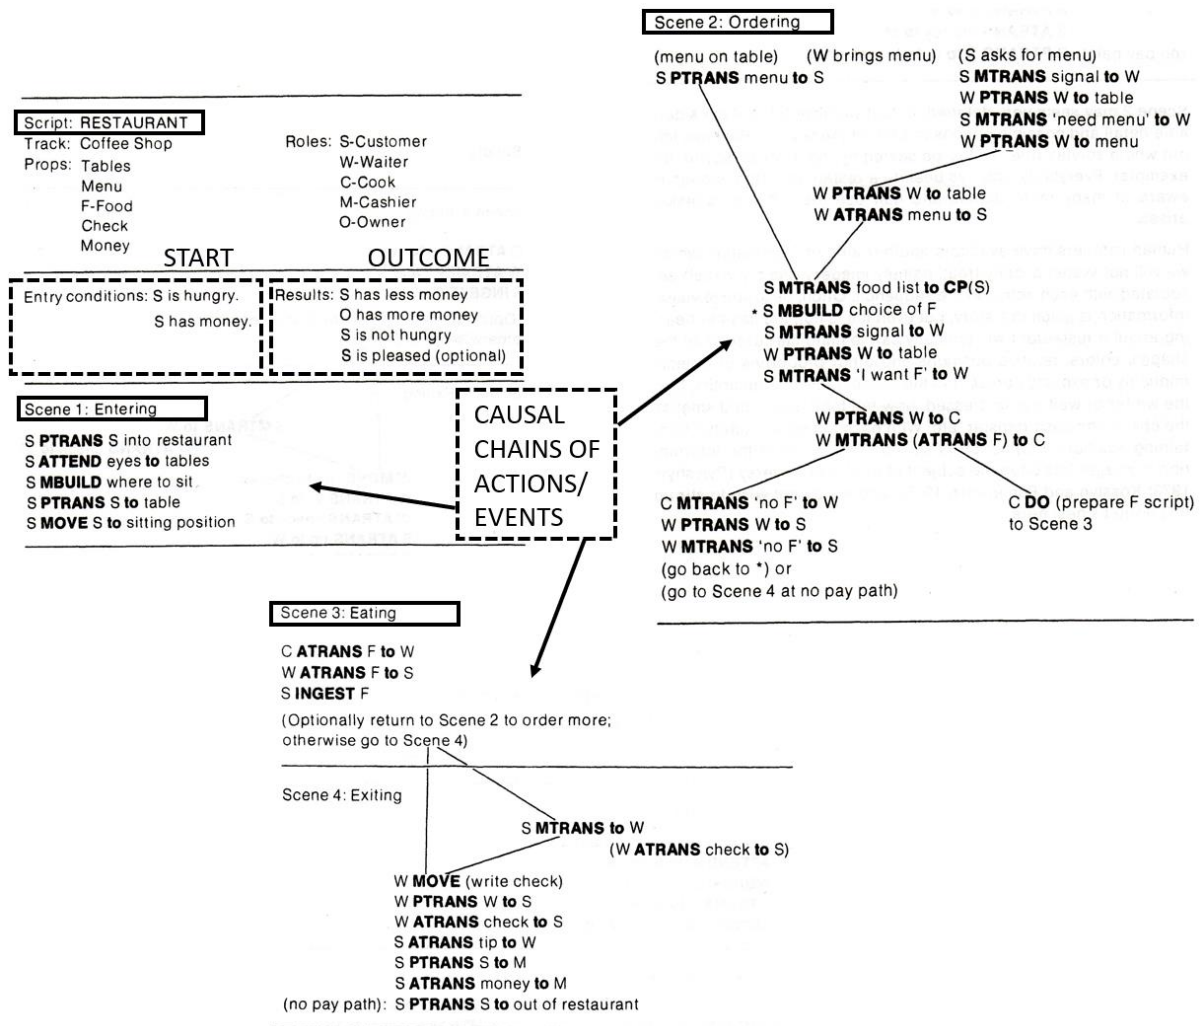 Script: RESTAURANT
Track: Coffee Shop
Props: Tables
Menu
F-Food
Check
Money
Roles: S-Customer
W-Waiter
C-Cook
M-Cashier
O-Owner
START
OUTCOME
Entry conditions: S is hungry.
S has money.
Results: S has less money
O has more money
S is not hungry
S is pleased (optional)
Scene 1: Entering
S PTRANS S into restaurant
S ATTEND eyes to tables
S MBUILD where to sit
S PTRANS S to table
S MOVE S to sitting position
CAUSAL
CHAINS OF
ACTIONS/
EVENTS
Scene 2: Ordering
(menu on table) (W brings menu) (S asks for menu)
S PTRANS menu to S
S MTRANS signal to W
W PTRANS W to table
S MTRANS 'need menu' to W
W PTRANS W to menu
W PTRANS W to table
W ATRANS menu to S
S MTRANS food list to CP(S)
* S MBUILD choice of F
S MTRANS signal to W
W PTRANS W to table
S MTRANS 'I want F' to W
W PTRANS W to C
W MTRANS (ATRANS F) to C
C MTRANS 'no F' to W
W PTRANS W to S
W MTRANS 'no F' to S
(go back to *) or
(go to Scene 4 at no pay path)
C DO (prepare F script)
to Scene 3
Scene 3: Eating
C ATRANS F to W
W ATRANS F to S
S INGEST F
(Optionally return to Scene 2 to order more;
otherwise go to Scene 4)
Scene 4: Exiting
S MTRANS to W
(W ATRANS check to S)
W MOVE (write check)
W PTRANS W to S
W ATRANS check to S
S ATRANS tip to W
S PTRANS S to M
S ATRANS money to M
(no pay path): S PTRANS S to out of restaurant